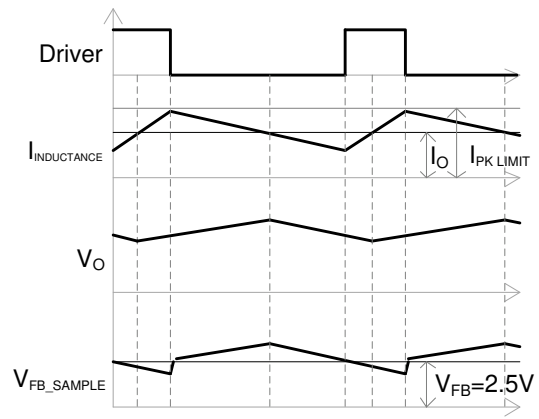 Driver
I_INDUCTANCE
I_O
I_PK LIMIT
V_O
V_FB_SAMPLE
V_FB=2.5V